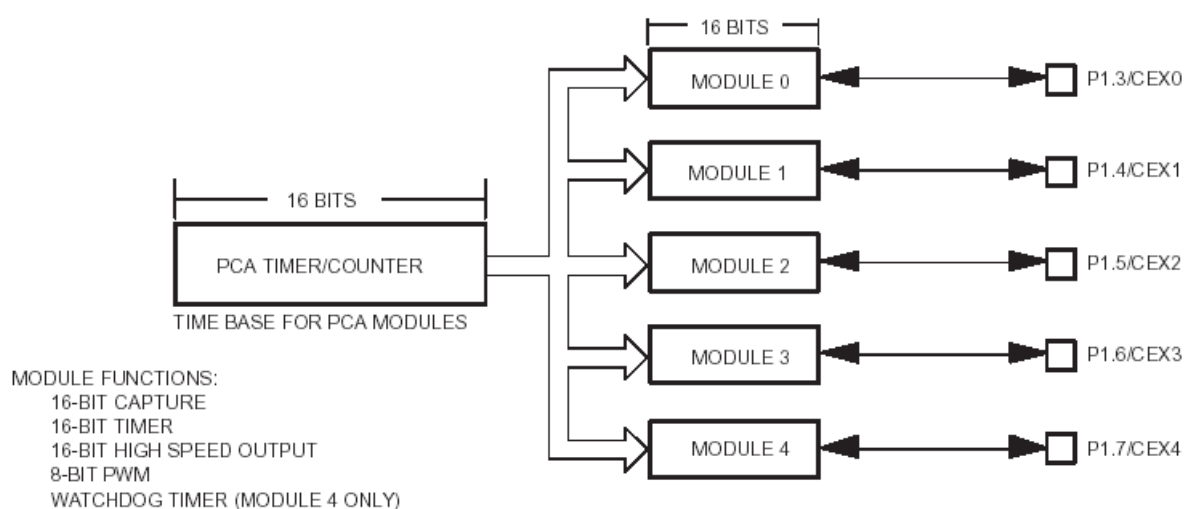 16 BITS
MODULE 0
P1.3/CEX0
MODULE 1
P1.4/CEX1
16 BITS
PCA TIMER/COUNTER
TIME BASE FOR PCA MODULES
MODULE 2
P1.5/CEX2
MODULE 3
P1.6/CEX3
MODULE 4
P1.7/CEX4
MODULE FUNCTIONS:
16-BIT CAPTURE
16-BIT TIMER
16-BIT HIGH SPEED OUTPUT
8-BIT PWM
WATCHDOG TIMER (MODULE 4 ONLY)